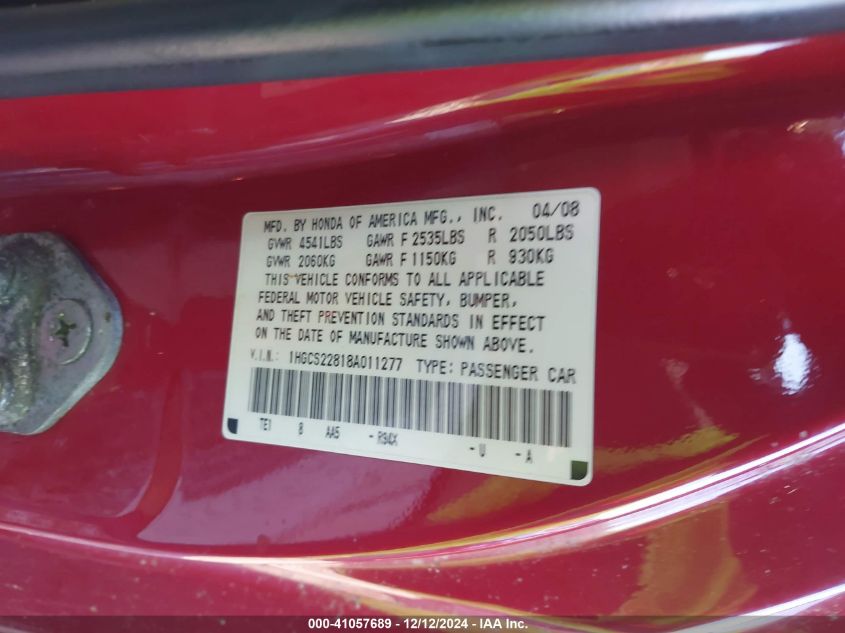 MFD. BY HONDA OF AMERICA MFG., INC. 04/08
GVWR 4541LBS GAWR F 2535LBS R 2050LBS
GVWR 2060KG GAWR F 1150KG R 930KG
THIS VEHICLE CONFORMS TO ALL APPLICABLE
FEDERAL MOTOR VEHICLE SAFETY, BUMPER,
AND THEFT PREVENTION STANDARDS IN EFFECT
ON THE DATE OF MANUFACTURE SHOWN ABOVE.
V.I.N.: 1HGCS22818A011277 TYPE: PASSENGER CAR
TE1 8 AA5 - R94X - U - A
000-41057689 - 12/12/2024 - IAA Inc.